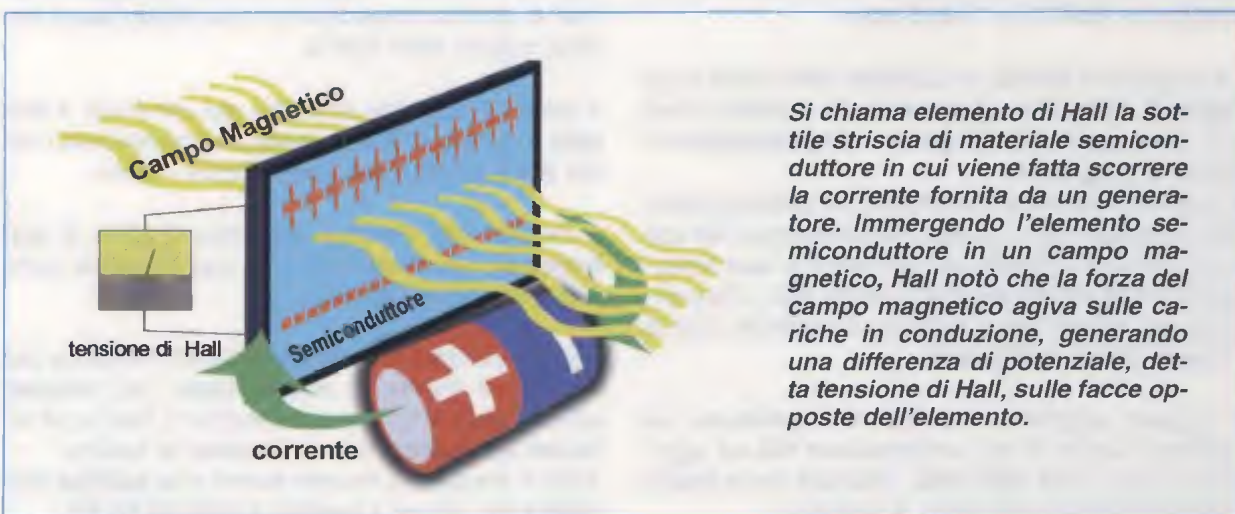 Campo Magnetico
Semiconduttore
tensione di Hall
corrente
Si chiama elemento di Hall la sot-
tile striscia di materiale semicon-
duttore in cui viene fatta scorrere
la corrente fornita da un genera-
tore. Immergendo l'elemento se-
miconduttore in un campo ma-
gnetico, Hall notò che la forza del
campo magnetico agiva sulle ca-
riche in conduzione, generando
una differenza di potenziale, det-
ta tensione di Hall, sulle facce op-
poste dell'elemento.